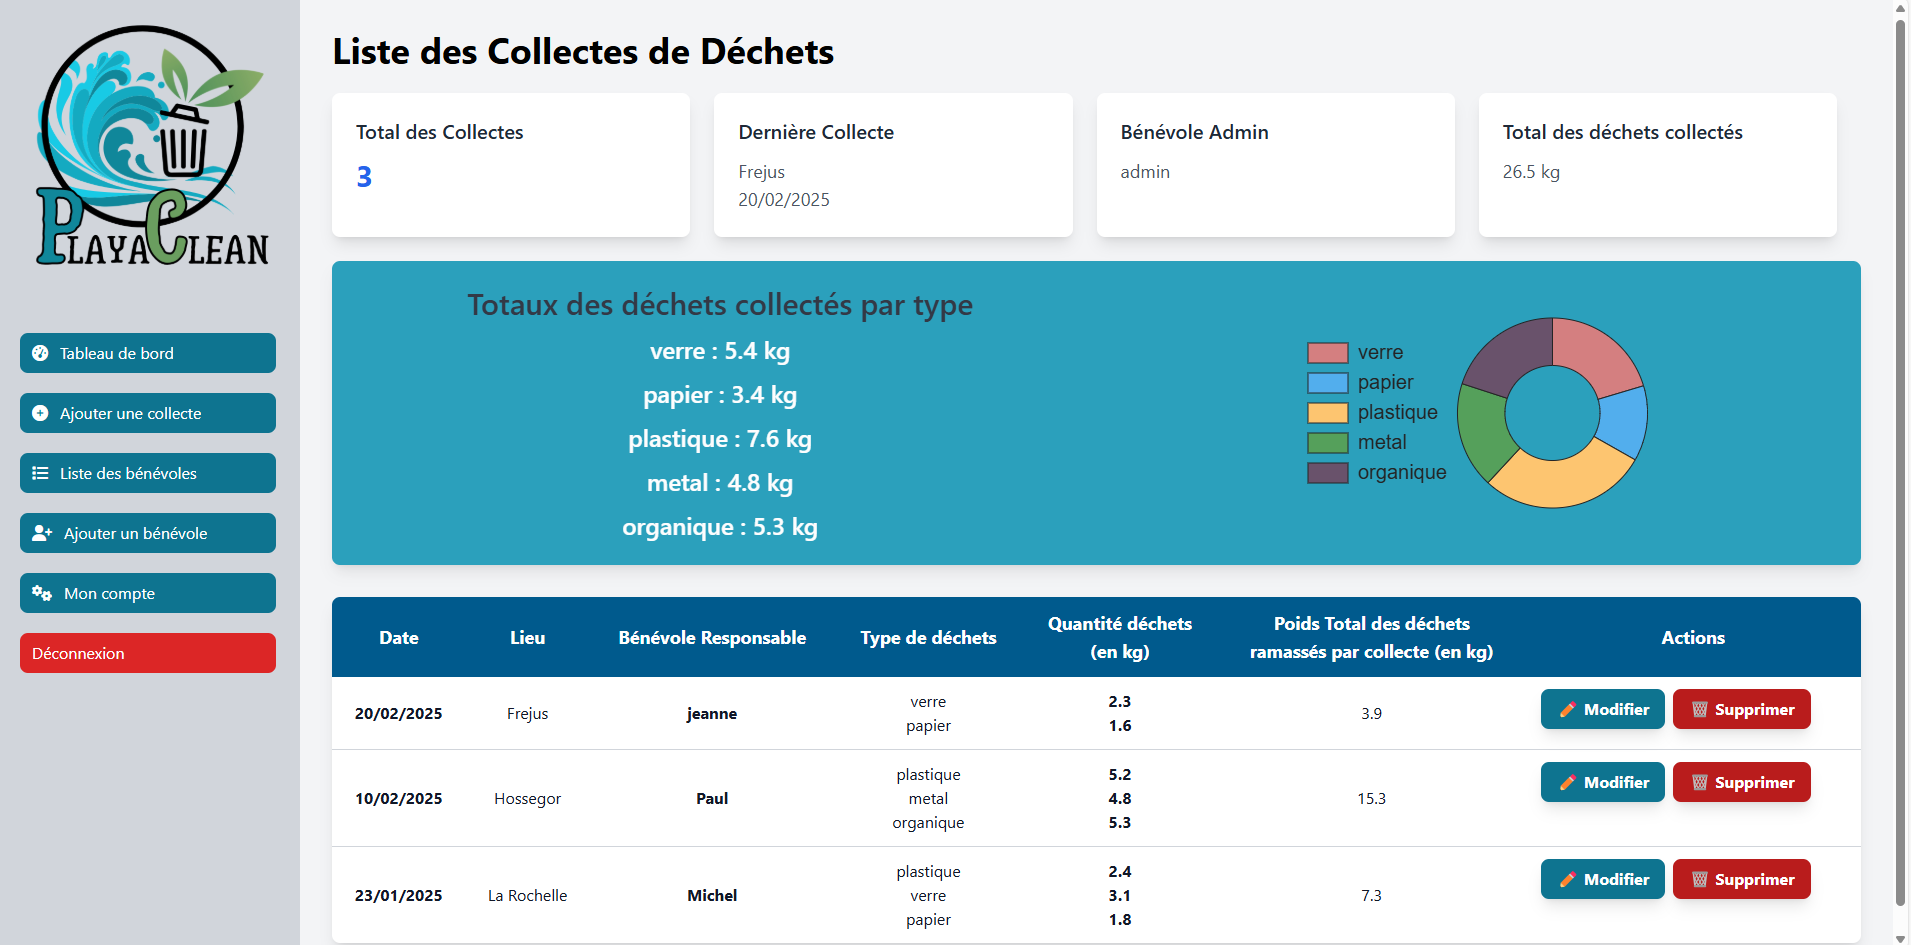 PLAYACLEAN
Tableau de bord
Ajouter une collecte
Liste des bénévoles
Ajouter un bénévole
Mon compte
Déconnexion
Liste des Collectes de Déchets
Total des Collectes
3
Dernière Collecte
Frejus
20/02/2025
Bénévole Admin
admin
Total des déchets collectés
26.5 kg
Totaux des déchets collectés par type
verre : 5.4 kg
papier : 3.4 kg
plastique : 7.6 kg
metal : 4.8 kg
organique : 5.3 kg
verre
papier
plastique
metal
organique
Date Lieu Bénévole Responsable Type de déchets Quantité déchets (en kg) Poids Total des déchets ramassés par collecte (en kg) Actions
20/02/2025 Frejus jeanne verre 2.3 3.9 Modifier Supprimer
papier 1.6
10/02/2025 Hossegor Paul plastique 5.2 15.3 Modifier Supprimer
metal 4.8
organique 5.3
23/01/2025 La Rochelle Michel plastique 2.4 7.3 Modifier Supprimer
verre 3.1
papier 1.8